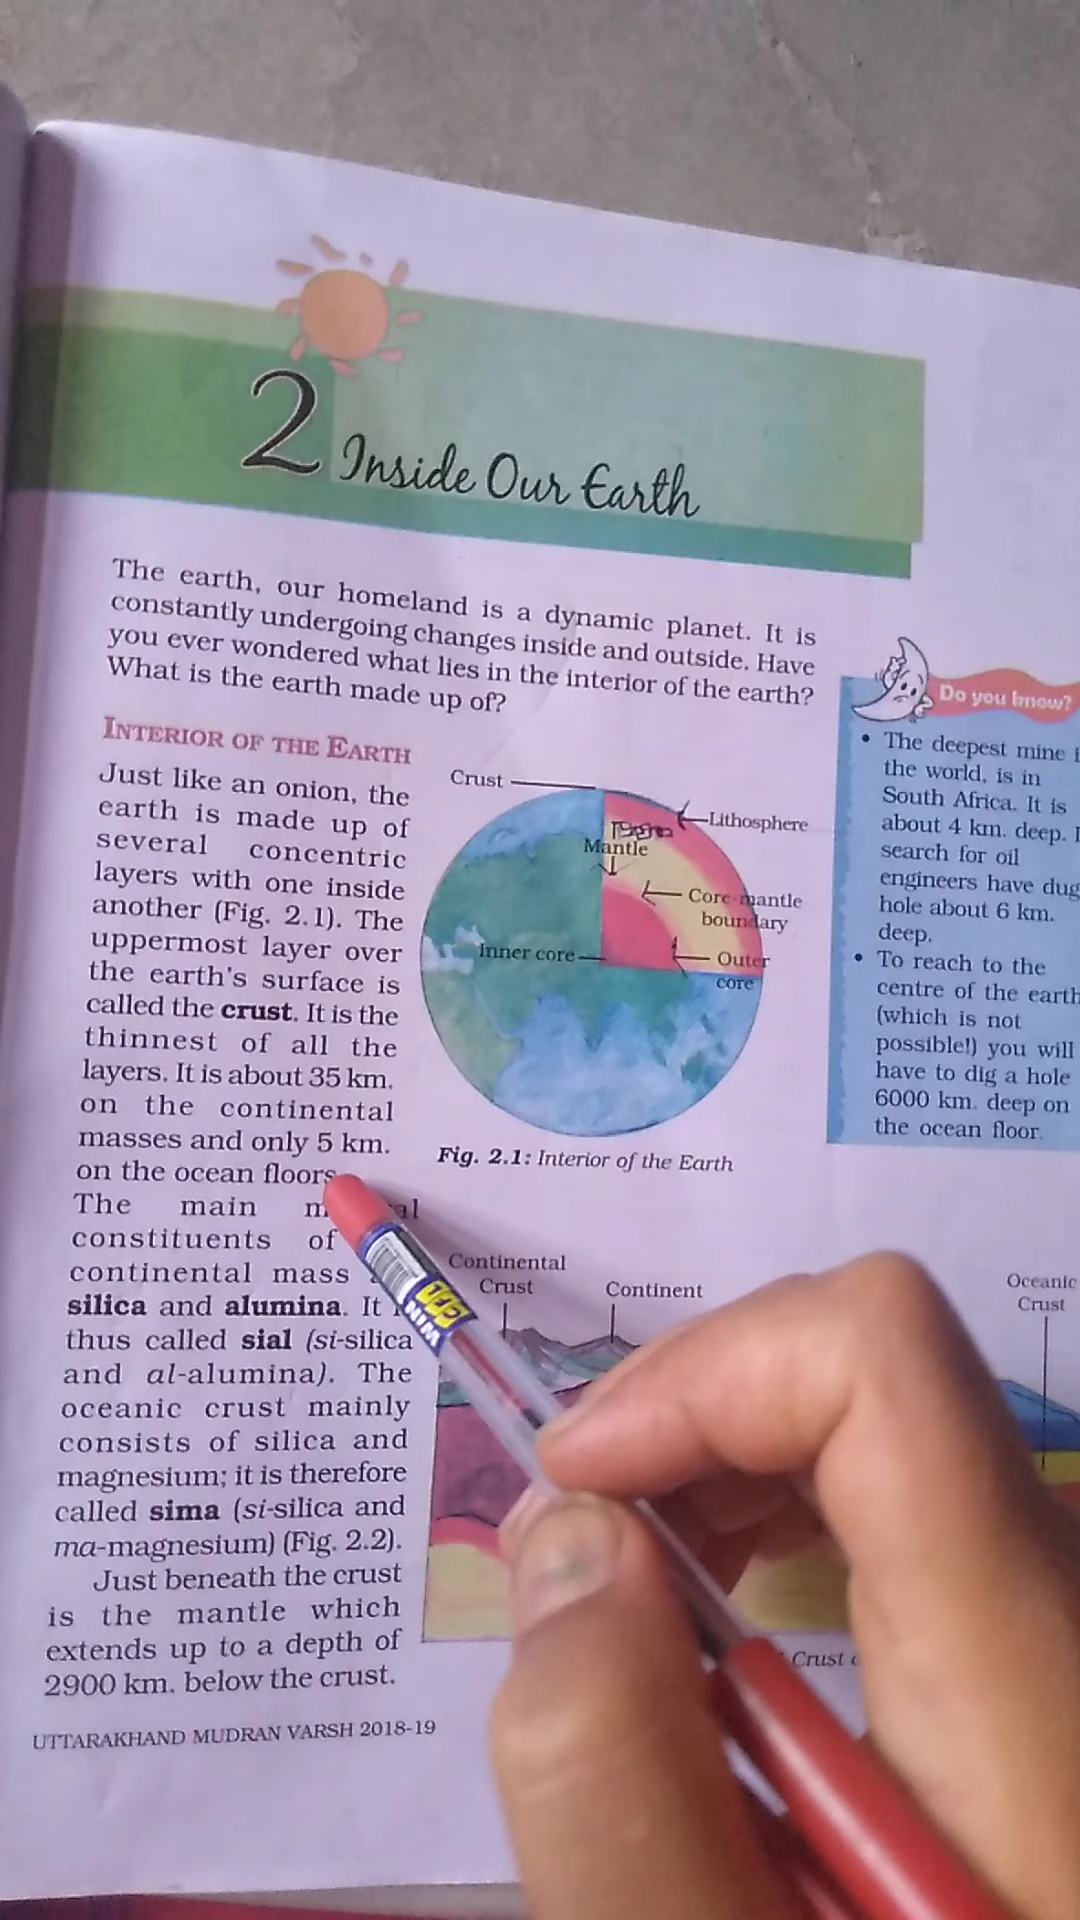 2 Inside Our Earth
The earth, our homeland is a dynamic planet. It is
constantly undergoing changes inside and outside. Have
you ever wondered what lies in the interior of the earth?
What is the earth made up of?
INTERIOR OF THE EARTH
Just like an onion, the
earth is made up of
several concentric
layers with one inside
another (Fig. 2.1). The
uppermost layer over
the earth's surface is
called the crust. It is the
thinnest of all the
layers. It is about 35 km.
on the continental
masses and only 5 km.
on the ocean floors
The main
constituents of
continental mass
silica and alumina. It
thus called sial (si-silica
and al-alumina). The
oceanic crust mainly
consists of silica and
magnesium; it is therefore
called sima (si-silica and
ma-magnesium) (Fig. 2.2).
Just beneath the crust
is the mantle which
extends up to a depth of
2900 km. below the crust.
UTTARAKHAND MUDRAN VARSH 2018-19
Crust
Lithosphere
Mantle
Core-mantle
boundary
Inner core
Outer
core
Fig. 2.1: Interior of the Earth
Continental
Crust
Continent
Oceanic
Crust
Crust
Do you know?
• The deepest mine
the world, is in
South Africa. It is
about 4 km. deep.
search for oil
engineers have dug
hole about 6 km.
deep.
• To reach to the
centre of the earth
(which is not
possible!) you will
have to dig a hole
6000 km. deep on
the ocean floor.